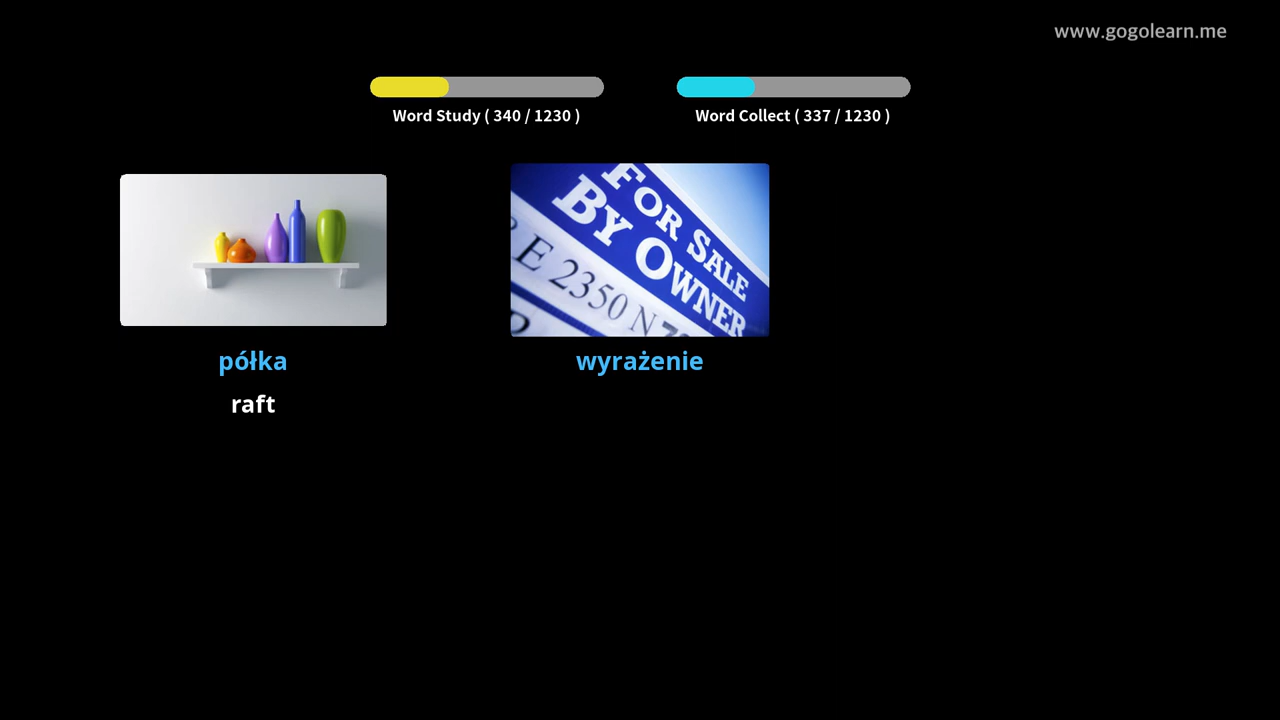 www.gogolearn.me
Word Study ( 340 / 1230 )
Word Collect ( 337 / 1230 )
FOR SALE
BY OWNER
E 2350 N
półka
wyrażenie
raft